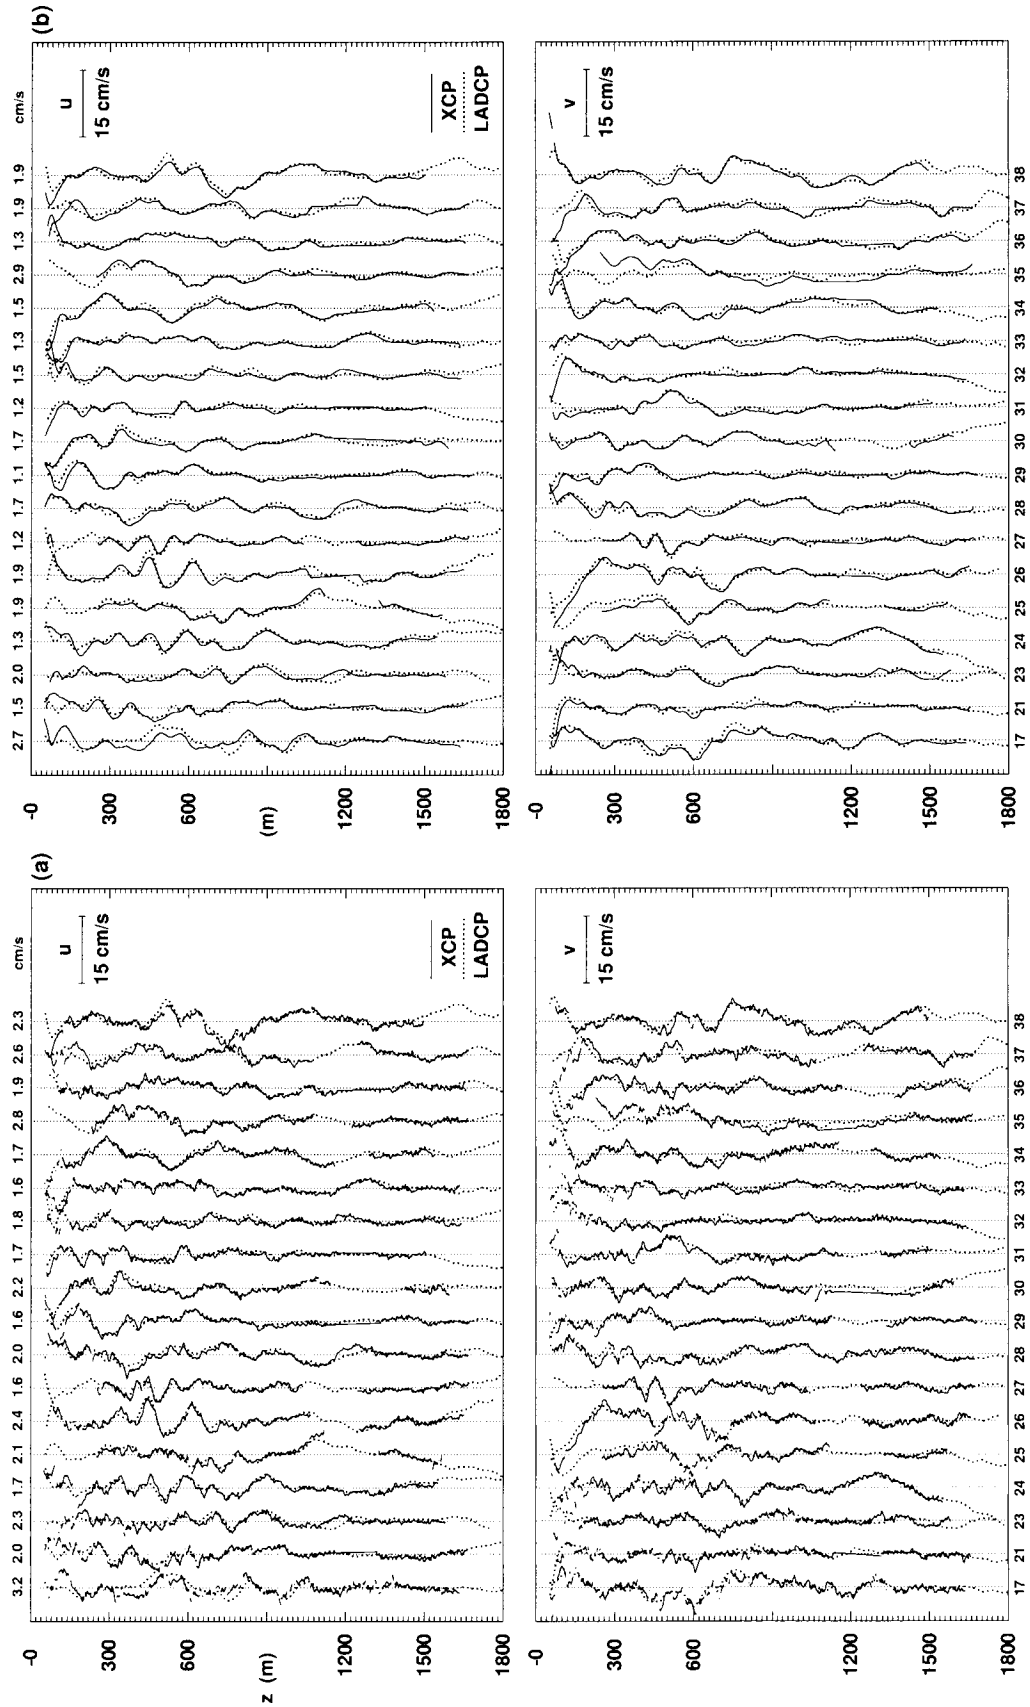 (a)
3.2 2.0 2.3 1.7 2.1 2.4 1.6 2.0 1.6 2.2 1.7 1.8 1.6 1.7 2.8 1.9 2.6 2.3 cm/s
-0
300
600
z (m)
1200
1500
1800
u
15 cm/s
XCP
LADCP
-0
300
600
1200
1500
1800
v
15 cm/s
17 21 23 24 25 26 27 28 29 30 31 32 33 34 35 36 37 38
(b)
2.7 1.5 2.0 1.3 1.9 1.9 1.2 1.7 1.1 1.7 1.2 1.5 1.3 1.5 2.9 1.3 1.9 1.9 cm/s
-0
300
600
(m)
1200
1500
1800
u
15 cm/s
XCP
LADCP
-0
300
600
1200
1500
1800
v
15 cm/s
17 21 23 24 25 26 27 28 29 30 31 32 33 34 35 36 37 38